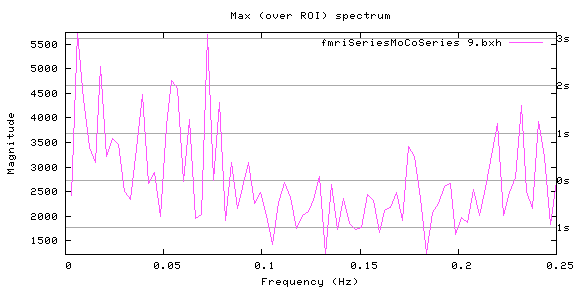 Max (over ROI) spectrum
fmriSeriesMoCoSeries 9.bxh
Magnitude
5500
5000
4500
4000
3500
3000
2500
2000
1500
3s
2s
1s
0s
1s
0 0.05 0.1 0.15 0.2 0.25
Frequency (Hz)